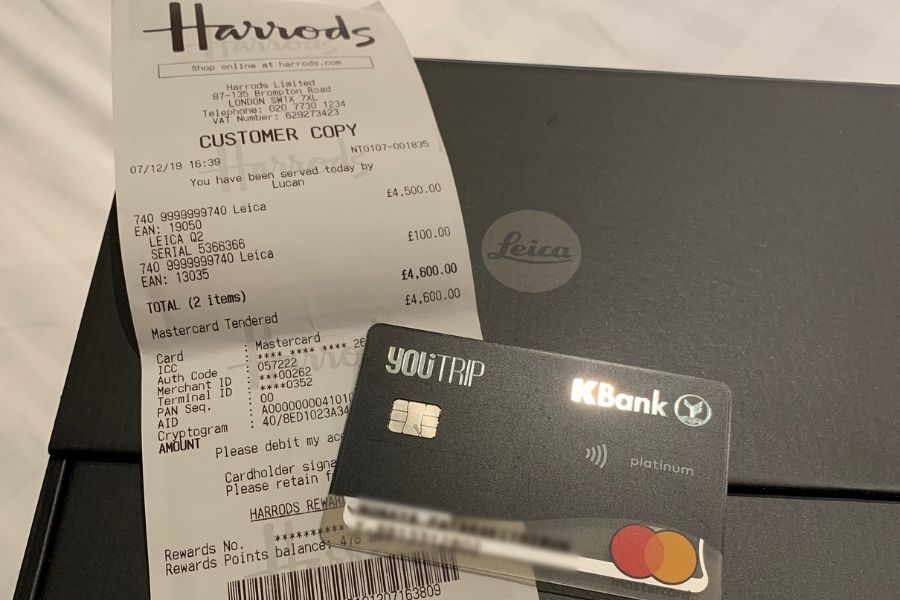 Harrods
Shop online at harrods.com
Harrods Limited
87-135 Brompton Road
LONDON SW1X 7XL
Telephone: 020 7730 1234
VAT Number: 629273423
CUSTOMER COPY
07/12/19 16:39 NT0107-001835
You have been served today by
Lucan
740 9999999740 Leica £4,500.00
EAN: 19050
LEICA Q2
SERIAL 5366366
740 9999999740 Leica £100.00
EAN: 13035
TOTAL (2 items) £4,600.00
Mastercard Tendered £4,600.00
Card : Mastercard
ICC : **** **** **** 26
Auth Code : 057222
Merchant ID : ***00262
Terminal ID : ****0352
PAN Seq. : 00
AID : A0000000041010
Cryptogram : 40/8ED1023A34
AMOUNT
Please debit my
Cardholder
Please retain
HARRODS
Rewards No. **********
Rewards Points balance:
Leica
YOUTRIP
KBank
platinum
mastercard